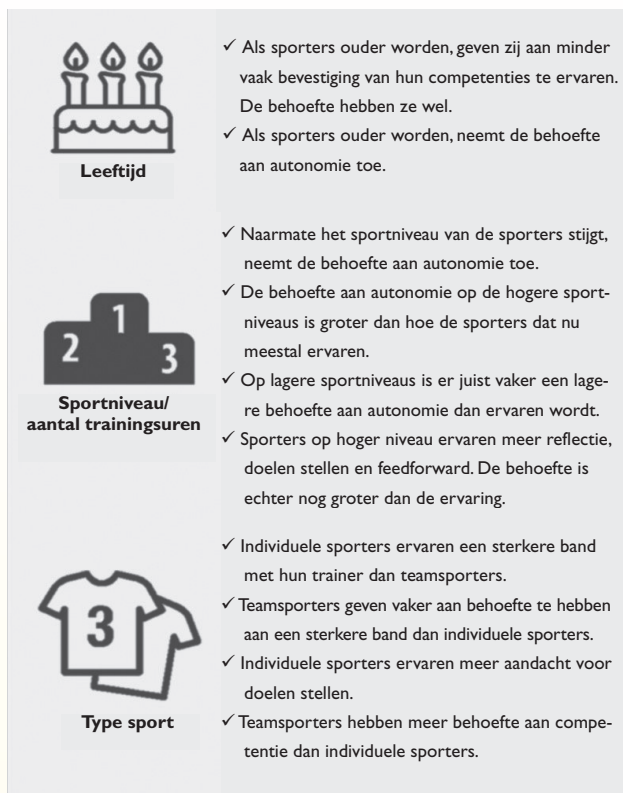 ✓ Als sporters ouder worden, geven zij aan minder
vaak bevestiging van hun competenties te ervaren.
De behoefte hebben ze wel.
✓ Als sporters ouder worden, neemt de behoefte
aan autonomie toe.
Leeftijd
✓ Naarmate het sportniveau van de sporters stijgt,
neemt de behoefte aan autonomie toe.
✓ De behoefte aan autonomie op de hogere sport-
niveaus is groter dan hoe de sporters dat nu
meestal ervaren.
✓ Op lagere sportniveaus is er juist vaker een lage-
re behoefte aan autonomie dan ervaren wordt.
✓ Sporters op hoger niveau ervaren meer reflectie,
doelen stellen en feedforward. De behoefte is
echter nog groter dan de ervaring.
1
2
3
Sportniveau/
aantal trainingsuren
✓ Individuele sporters ervaren een sterkere band
met hun trainer dan teamsporters.
✓ Teamsporters geven vaker aan behoefte te hebben
aan een sterkere band dan individuele sporters.
✓ Individuele sporters ervaren meer aandacht voor
doelen stellen.
✓ Teamsporters hebben meer behoefte aan compe-
tentie dan individuele sporters.
3
Type sport